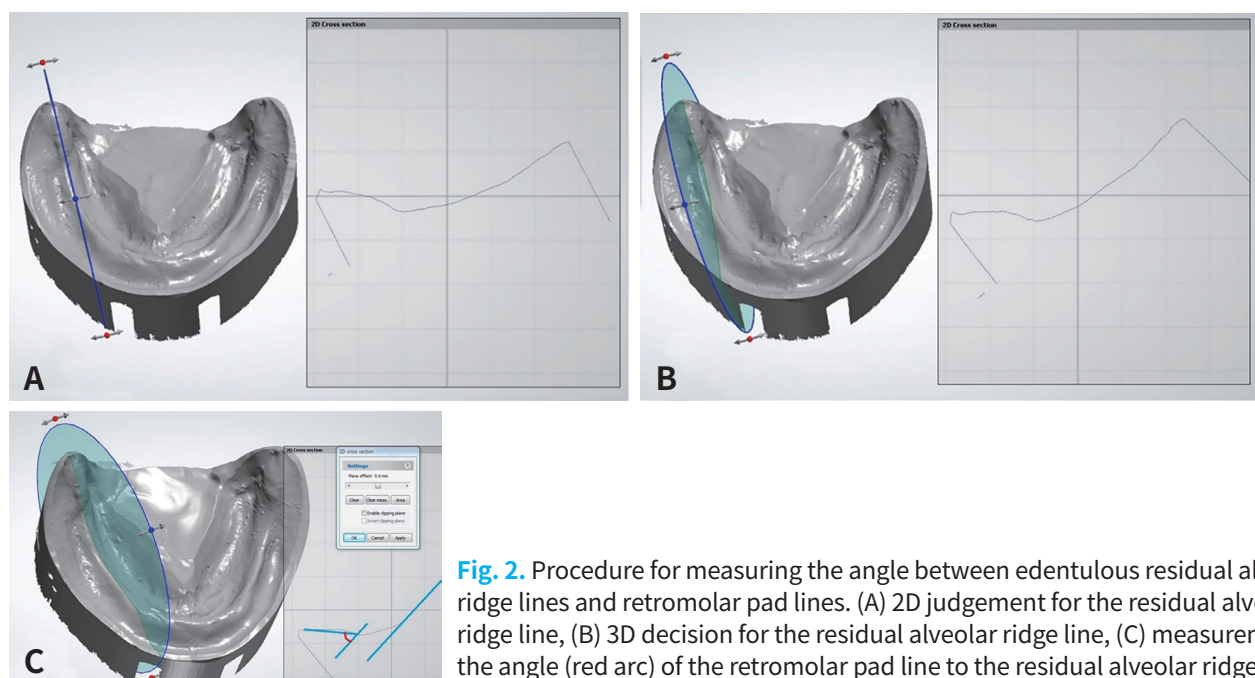 2D Cross section
A
2D Cross section
B
2D Cross section
2D cross section
Settings
Plane offset: 0.0 mm
Clear Clear meas. Area
Enable clipping plane
Invert clipping plane
OK Cancel Apply
C
Fig. 2. Procedure for measuring the angle between edentulous residual al
ridge lines and retromolar pad lines. (A) 2D judgement for the residual alve
ridge line, (B) 3D decision for the residual alveolar ridge line, (C) measurem
the angle (red arc) of the retromolar pad line to the residual alveolar ridge